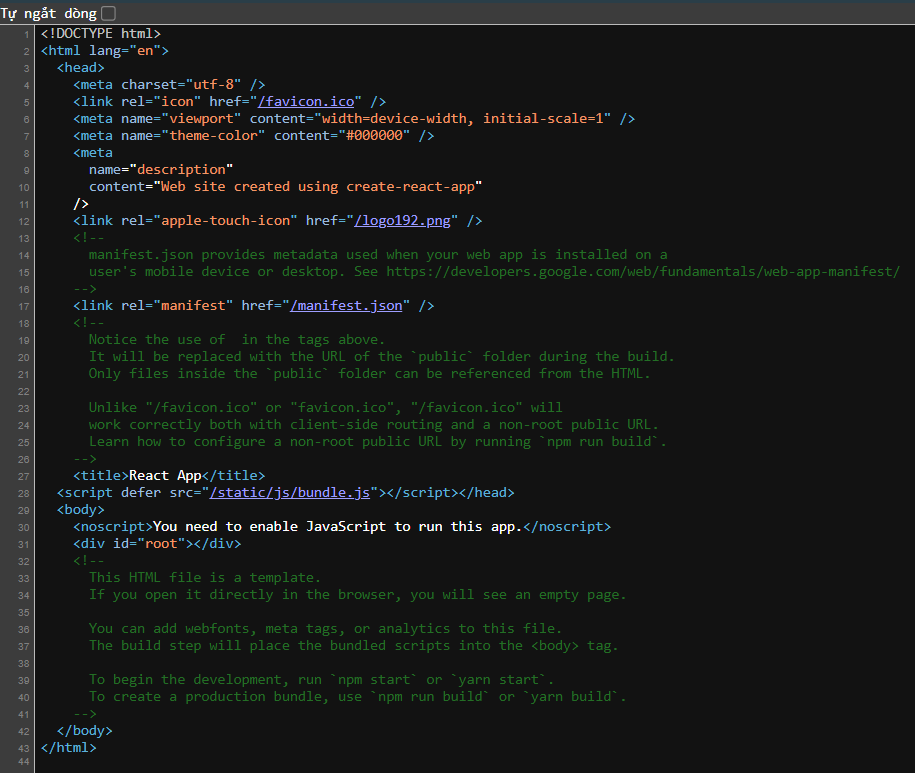 Tự ngắt dòng
1 <!DOCTYPE html>
2 <html lang="en">
3 <head>
4 <meta charset="utf-8" />
5 <link rel="icon" href="/favicon.ico" />
6 <meta name="viewport" content="width=device-width, initial-scale=1" />
7 <meta name="theme-color" content="#000000" />
8 <meta
9 name="description"
10 content="Web site created using create-react-app"
11 />
12 <link rel="apple-touch-icon" href="/logo192.png" />
13 <!--
14 manifest.json provides metadata used when your web app is installed on a
15 user's mobile device or desktop. See https://developers.google.com/web/fundamentals/web-app-manifest/
16 -->
17 <link rel="manifest" href="/manifest.json" />
18 <!--
19 Notice the use of  in the tags above.
20 It will be replaced with the URL of the `public` folder during the build.
21 Only files inside the `public` folder can be referenced from the HTML.
22
23 Unlike "/favicon.ico" or "favicon.ico", "/favicon.ico" will
24 work correctly both with client-side routing and a non-root public URL.
25 Learn how to configure a non-root public URL by running `npm run build`.
26 -->
27 <title>React App</title>
28 <script defer src="/static/js/bundle.js"></script></head>
29 <body>
30 <noscript>You need to enable JavaScript to run this app.</noscript>
31 <div id="root"></div>
32 <!--
33 This HTML file is a template.
34 If you open it directly in the browser, you will see an empty page.
35
36 You can add webfonts, meta tags, or analytics to this file.
37 The build step will place the bundled scripts into the <body> tag.
38
39 To begin the development, run `npm start` or `yarn start`.
40 To create a production bundle, use `npm run build` or `yarn build`.
41 -->
42 </body>
43 </html>
44